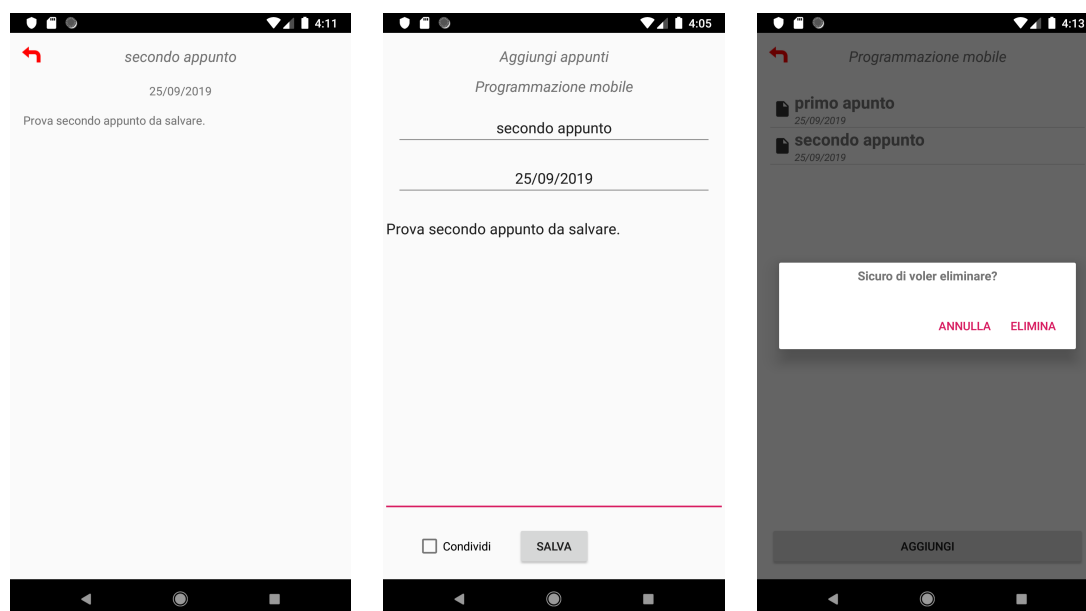 4:11
secondo appunto
25/09/2019
Prova secondo appunto da salvare.
4:05
Aggiungi appunti
Programmazione mobile
secondo appunto
25/09/2019
Prova secondo appunto da salvare.
Condividi
SALVA
4:13
Programmazione mobile
primo apunto
25/09/2019
secondo appunto
25/09/2019
Sicuro di voler eliminare?
ANNULLA ELIMINA
AGGIUNGI